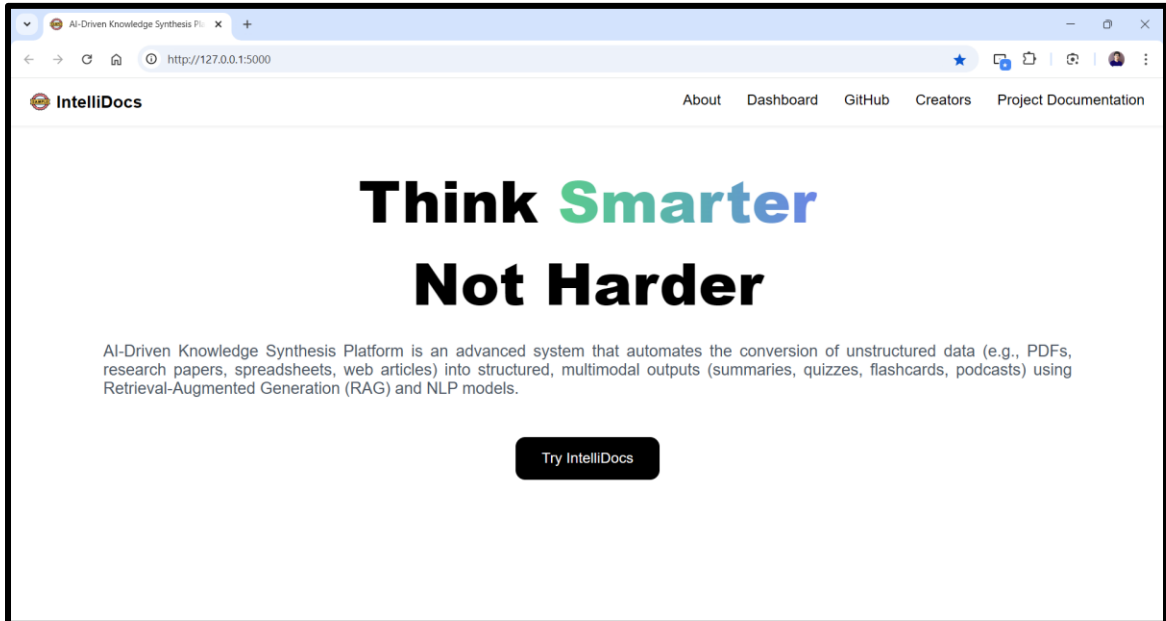 AI-Driven Knowledge Synthesis Pl
http://127.0.0.1:5000
IntelliDocs
About Dashboard GitHub Creators Project Documentation
Think Smarter
Not Harder
AI-Driven Knowledge Synthesis Platform is an advanced system that automates the conversion of unstructured data (e.g., PDFs,
research papers, spreadsheets, web articles) into structured, multimodal outputs (summaries, quizzes, flashcards, podcasts) using
Retrieval-Augmented Generation (RAG) and NLP models.
Try IntelliDocs